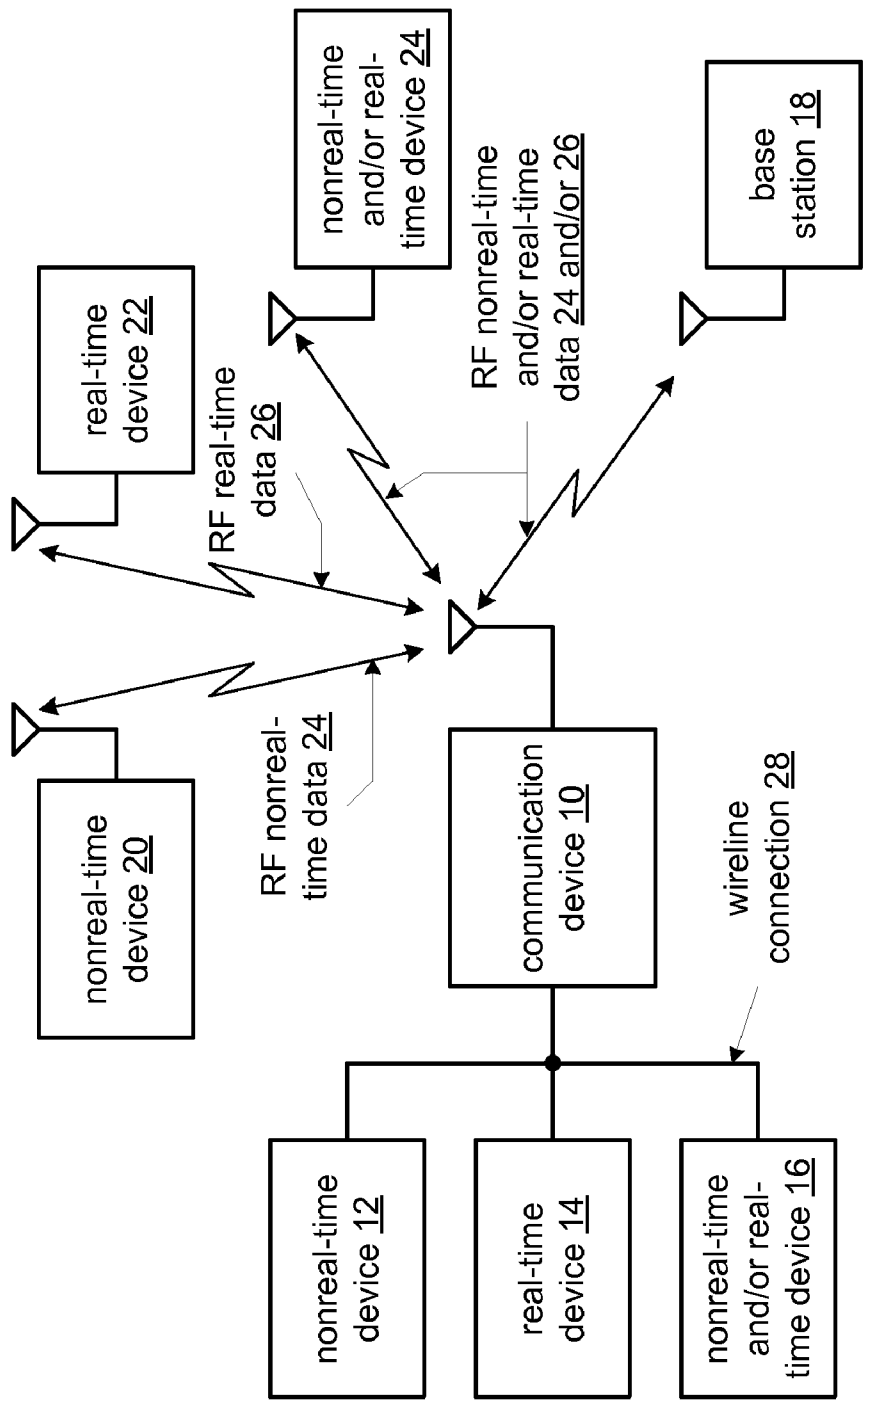 nonreal-time
device 20
real-time
device 22
RF nonreal-
time data 24
RF real-time
data 26
nonreal-time
and/or real-
time device 24
nonreal-time
device 12
communication
device 10
RF nonreal-time
and/or real-time
data 24 and/or 26
real-time
device 14
wireline
connection 28
base
station 18
nonreal-time
and/or real-
time device 16